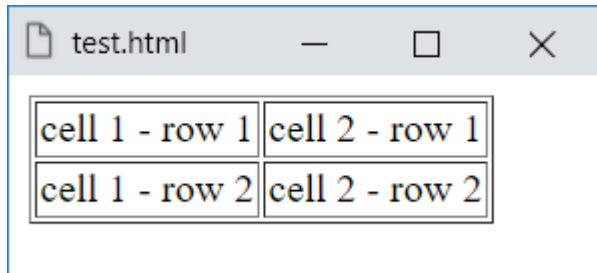 test.html
cell 1 - row 1 cell 2 - row 1
cell 1 - row 2 cell 2 - row 2